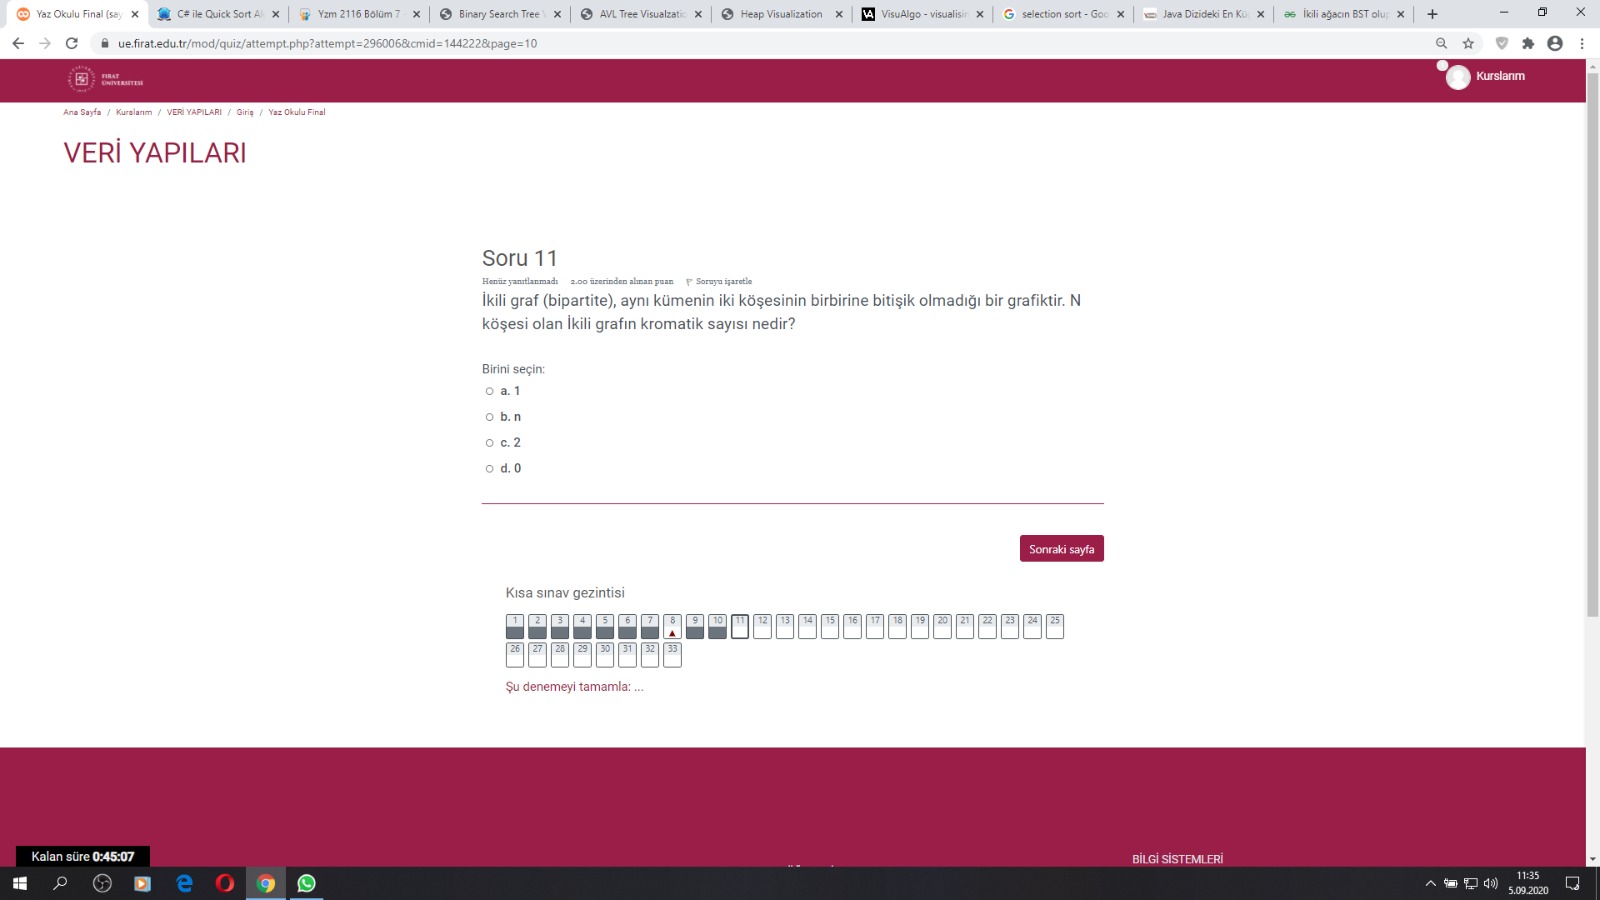 Yaz Okulu Final (say
C# ile Quick Sort Al
Yzm 2116 Bölüm 7 -
Binary Search Tree V
AVL Tree Visualzatio
Heap Visualization
VisuAlgo - visualisin
selection sort - Goo
Java Dizideki En Küç
İkili ağacın BST olup
ue.firat.edu.tr/mod/quiz/attempt.php?attempt=296006&cmid=144222&page=10
FIRAT
ÜNİVERSİTESİ
Kurslarım
Ana Sayfa / Kurslarım / VERİ YAPILARI / Giriş / Yaz Okulu Final
VERİ YAPILARI
Soru 11
Henüz yanıtlanmadı 2.00 üzerinden alınan puan Soruyu işaretle
İkili graf (bipartite), aynı kümenin iki köşesinin birbirine bitişik olmadığı bir grafiktir. N
köşesi olan İkili grafın kromatik sayısı nedir?
Birini seçin:
a. 1
b. n
c. 2
d. 0
Sonraki sayfa
Kısa sınav gezintisi
1 2 3 4 5 6 7 8 9 10 11 12 13 14 15 16 17 18 19 20 21 22 23 24 25
26 27 28 29 30 31 32 33
Şu denemeyi tamamla: ...
Kalan süre 0:45:07
BİLGİ SİSTEMLERİ
11:35
5.09.2020